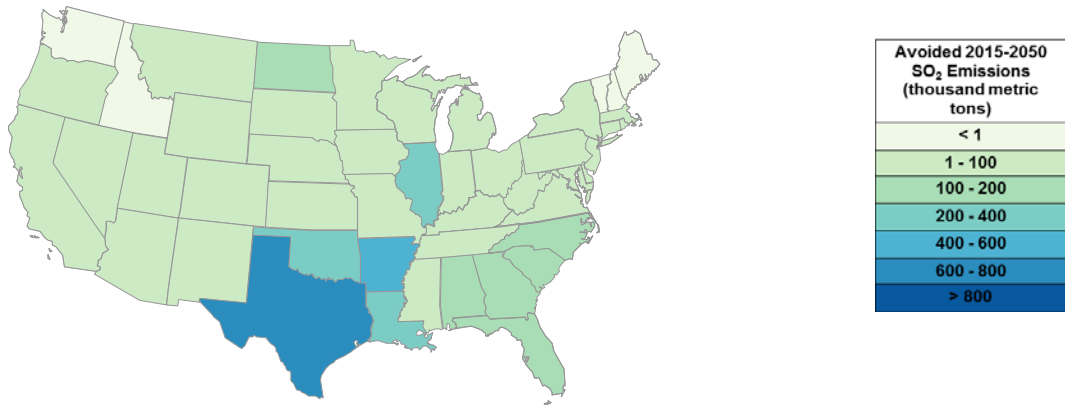 Avoided 2015-2050
SO₂ Emissions
(thousand metric
tons)
< 1
1 - 100
100 - 200
200 - 400
400 - 600
600 - 800
> 800